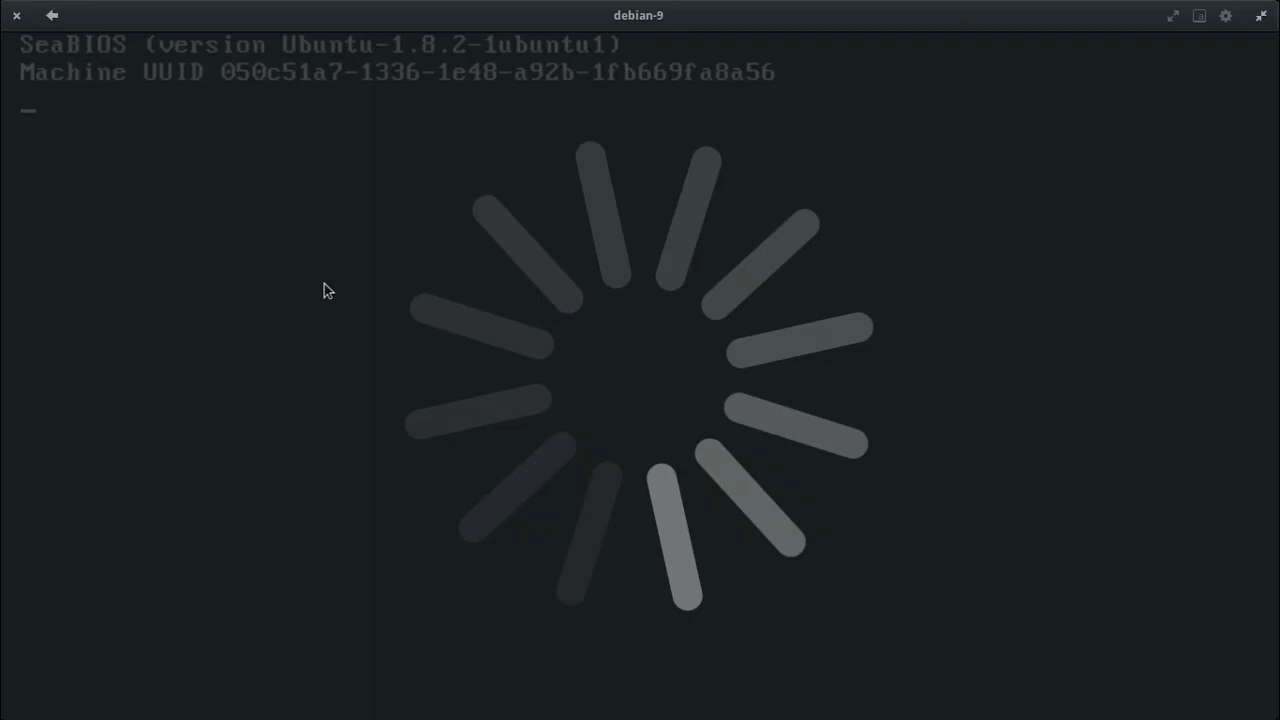 debian-9
SeaBIOS (version Ubuntu-1.8.2-1ubuntu1)
Machine UUID 050c51a7-1336-1e48-a92b-1fb669fa8a56